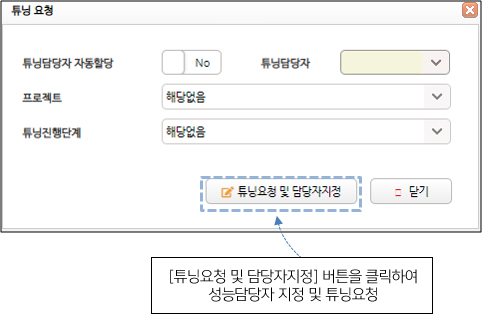 튜닝 요청
튜닝담당자 자동할당 No 튜닝담당자
프로젝트 해당없음
튜닝진행단계 해당없음
튜닝요청 및 담당자지정 닫기
[튜닝요청 및 담당자지정] 버튼을 클릭하여
성능담당자 지정 및 튜닝요청